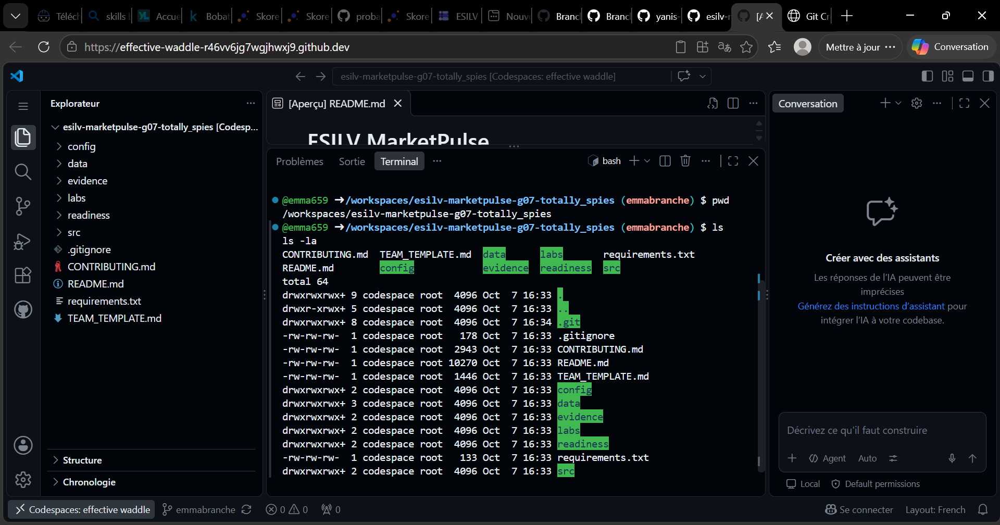 Téléch
skills
Accue
Bobat
Skore
Skore
proba
Skore
ESILV
Nouv
Branc
Branc
yanis-
esilv-r
[A
Git Cr
https://effective-waddle-r46vv6jg7wgjhwxj9.github.dev
Mettre à jour
Conversation
esilv-marketpulse-g07-totally_spies [Codespaces: effective waddle]
Explorateur
esilv-marketpulse-g07-totally_spies [Codesp...
config
data
evidence
labs
readiness
src
.gitignore
CONTRIBUTING.md
README.md
requirements.txt
TEAM_TEMPLATE.md
Structure
Chronologie
[Aperçu] README.md
ESILV MarketPulse
Problèmes
Sortie
Terminal
bash
@emma659 ➜/workspaces/esilv-marketpulse-g07-totally_spies (emmabranche) $ pwd
/workspaces/esilv-marketpulse-g07-totally_spies
@emma659 ➜/workspaces/esilv-marketpulse-g07-totally_spies (emmabranche) $ ls
ls -la
CONTRIBUTING.md TEAM_TEMPLATE.md data labs requirements.txt
README.md config evidence readiness src
total 64
drwxrwxrwx+ 9 codespace root 4096 Oct 7 16:33 .
drwxr-xrwx+ 5 codespace root 4096 Oct 7 16:33 ..
drwxrwxrwx+ 8 codespace root 4096 Oct 7 16:34 .git
-rw-rw-rw- 1 codespace root 178 Oct 7 16:33 .gitignore
-rw-rw-rw- 1 codespace root 2943 Oct 7 16:33 CONTRIBUTING.md
-rw-rw-rw- 1 codespace root 10270 Oct 7 16:33 README.md
-rw-rw-rw- 1 codespace root 1446 Oct 7 16:33 TEAM_TEMPLATE.md
drwxrwxrwx+ 2 codespace root 4096 Oct 7 16:33 config
drwxrwxrwx+ 3 codespace root 4096 Oct 7 16:33 data
drwxrwxrwx+ 2 codespace root 4096 Oct 7 16:33 evidence
drwxrwxrwx+ 2 codespace root 4096 Oct 7 16:33 labs
drwxrwxrwx+ 2 codespace root 4096 Oct 7 16:33 readiness
-rw-rw-rw- 1 codespace root 133 Oct 7 16:33 requirements.txt
drwxrwxrwx+ 2 codespace root 4096 Oct 7 16:33 src
Conversation
Créer avec des assistants
Les réponses de l'IA peuvent être
imprécises
Générez des instructions d'assistant pour
intégrer l'IA à votre codebase.
Décrivez ce qu'il faut construire
Agent
Auto
Local
Default permissions
Codespaces: effective waddle
emmabranche
0
0
0
Se connecter
Layout: French